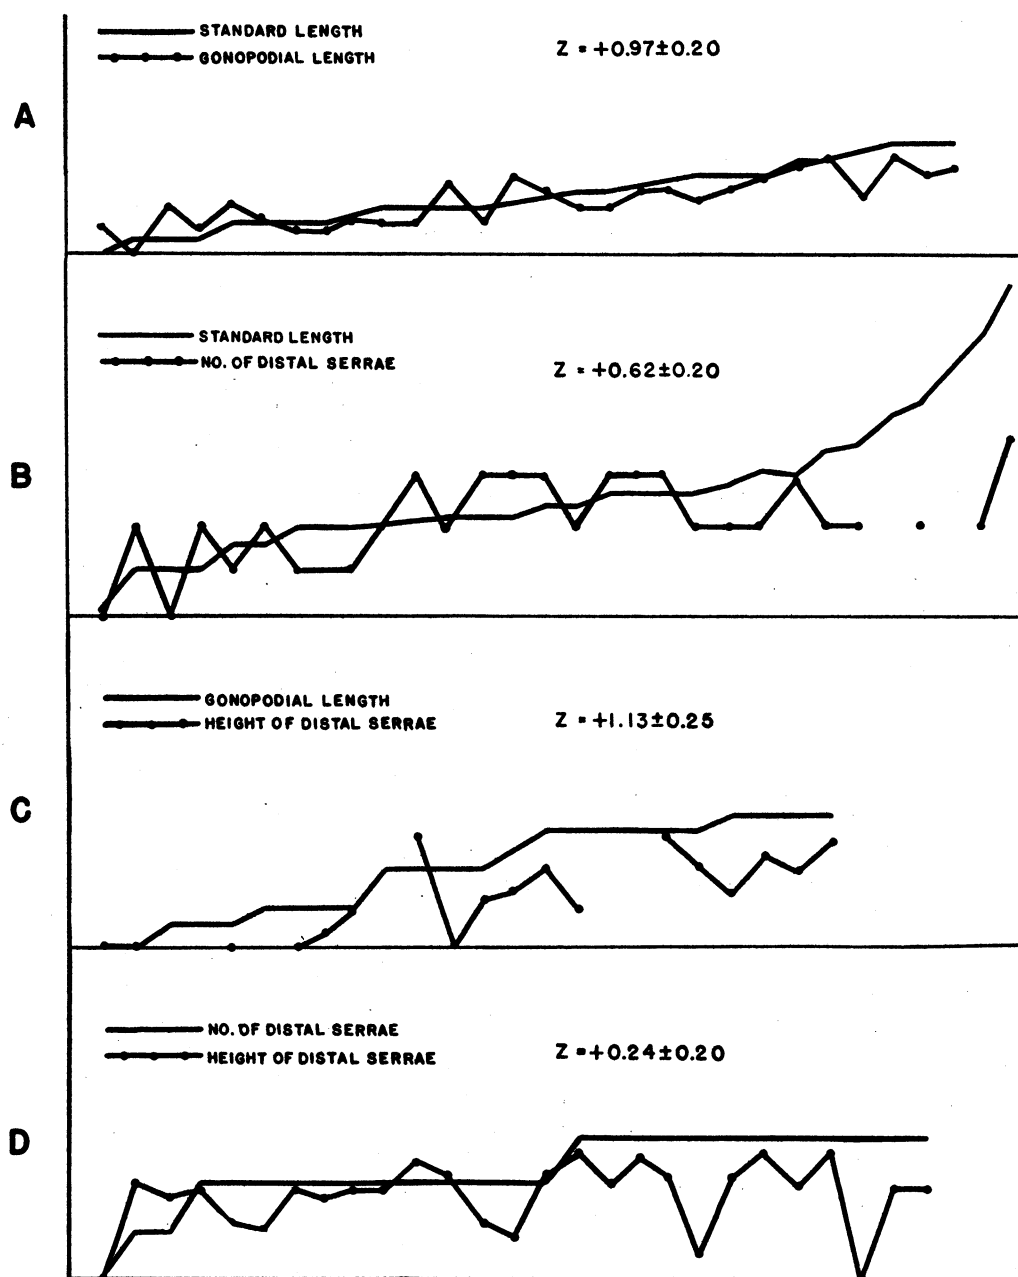 A
STANDARD LENGTH
GONOPODIAL LENGTH
Z = +0.97±0.20
B
STANDARD LENGTH
NO. OF DISTAL SERRAE
Z = +0.62±0.20
C
GONOPODIAL LENGTH
HEIGHT OF DISTAL SERRAE
Z = +1.13±0.25
D
NO. OF DISTAL SERRAE
HEIGHT OF DISTAL SERRAE
Z = +0.24±0.20